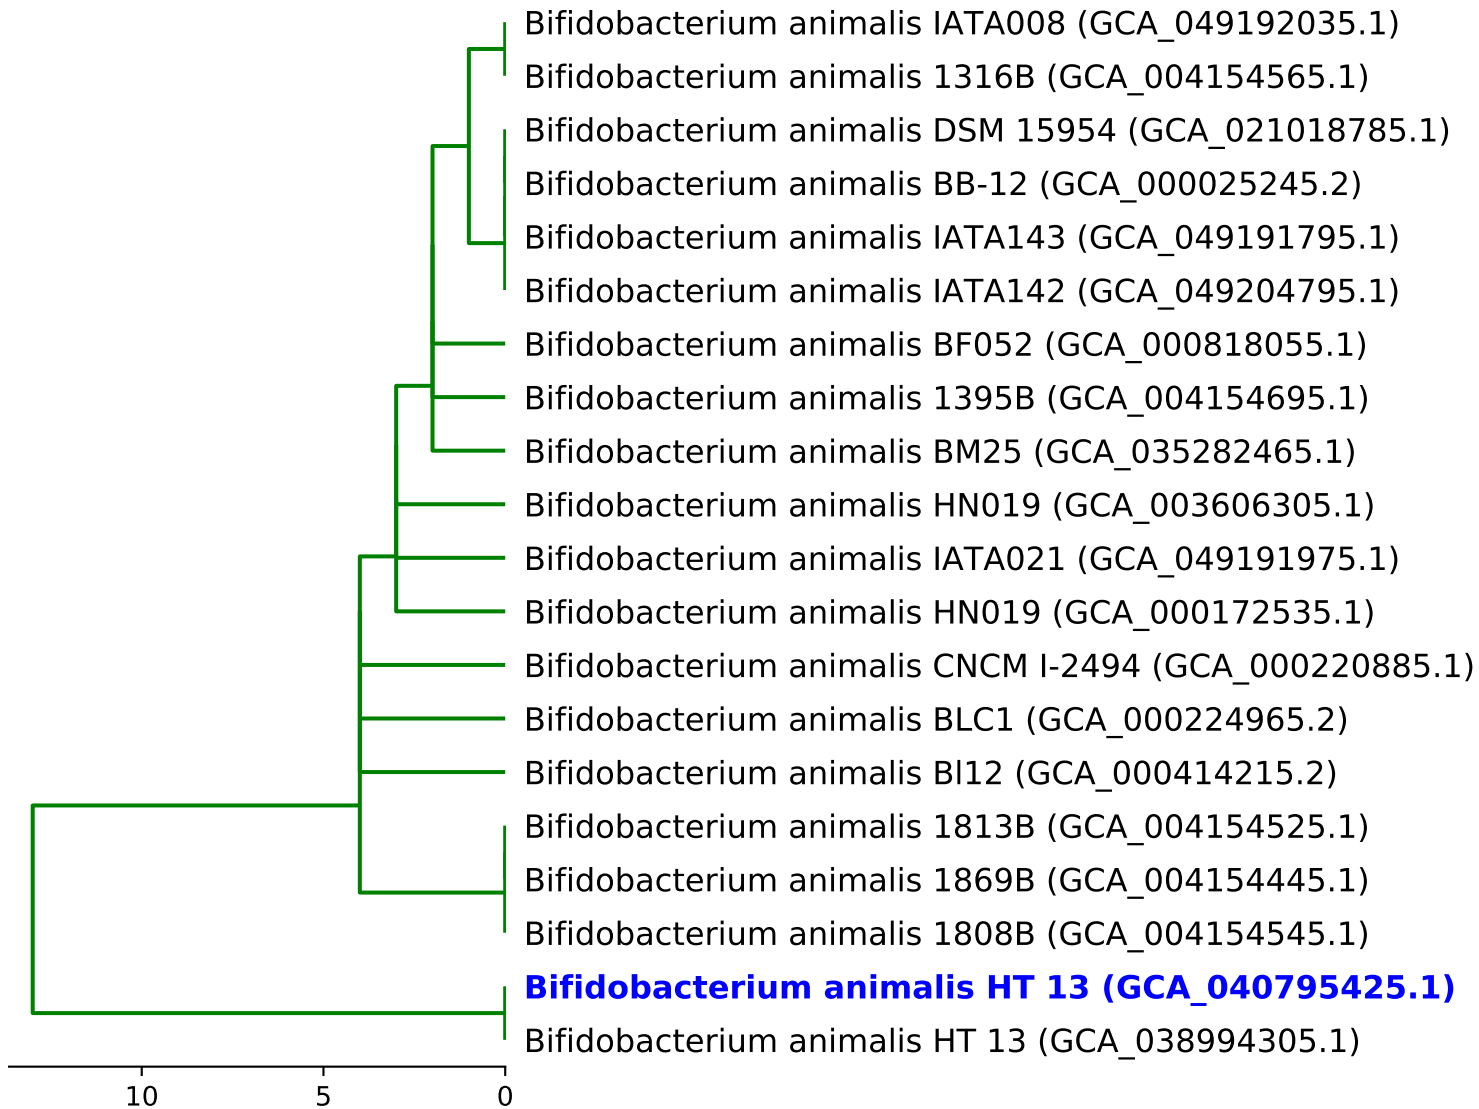 Bifidobacterium animalis IATA008 (GCA_049192035.1)
Bifidobacterium animalis 1316B (GCA_004154565.1)
Bifidobacterium animalis DSM 15954 (GCA_021018785.1)
Bifidobacterium animalis BB-12 (GCA_000025245.2)
Bifidobacterium animalis IATA143 (GCA_049191795.1)
Bifidobacterium animalis IATA142 (GCA_049204795.1)
Bifidobacterium animalis BF052 (GCA_000818055.1)
Bifidobacterium animalis 1395B (GCA_004154695.1)
Bifidobacterium animalis BM25 (GCA_035282465.1)
Bifidobacterium animalis HN019 (GCA_003606305.1)
Bifidobacterium animalis IATA021 (GCA_049191975.1)
Bifidobacterium animalis HN019 (GCA_000172535.1)
Bifidobacterium animalis CNCM I-2494 (GCA_000220885.1)
Bifidobacterium animalis BLC1 (GCA_000224965.2)
Bifidobacterium animalis Bl12 (GCA_000414215.2)
Bifidobacterium animalis 1813B (GCA_004154525.1)
Bifidobacterium animalis 1869B (GCA_004154445.1)
Bifidobacterium animalis 1808B (GCA_004154545.1)
Bifidobacterium animalis HT 13 (GCA_040795425.1)
Bifidobacterium animalis HT 13 (GCA_038994305.1)
10 5 0